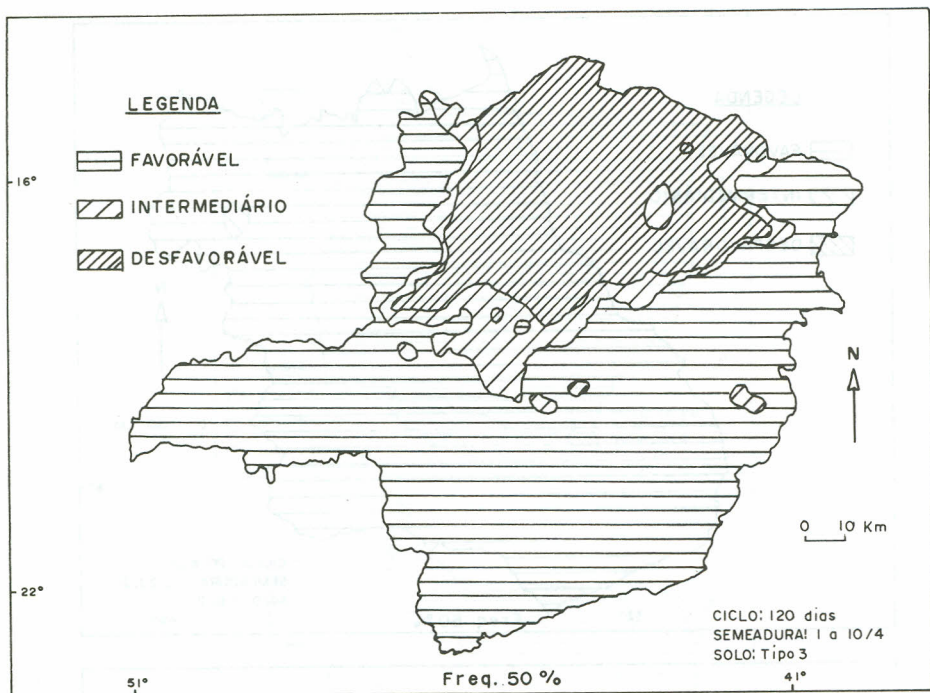 LEGENDA
FAVORÁVEL
INTERMEDIÁRIO
DESFAVORÁVEL
16°
N
0 10 Km
22°
CICLO: 120 dias
SEMEADURA: 1 a 10/4
SOLO: Tipo 3
51°
Freq. 50 %
41°